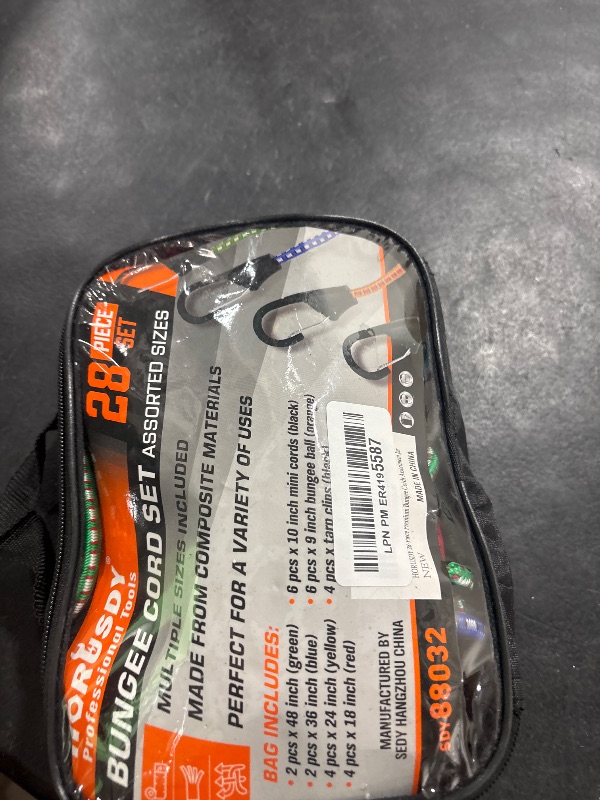 HORUSDY
Professional Tools
28 PIECE SET
BUNGEE CORD SET ASSORTED SIZES
MULTIPLE SIZES INCLUDED
MADE FROM COMPOSITE MATERIALS
PERFECT FOR A VARIETY OF USES
BAG INCLUDES:
• 2 pcs x 48 inch (green)
• 2 pcs x 36 inch (blue)
• 4 pcs x 24 inch (yellow)
• 4 pcs x 18 inch (red)
• 6 pcs x 10 inch mini cords (black)
• 6 pcs x 9 inch bungee ball (orange)
• 4 pcs x tarp clips (black)
LPN PM ER4195587
NEW
MADE IN CHINA
MANUFACTURED BY
SEDY HANGZHOU CHINA
SDY 88032